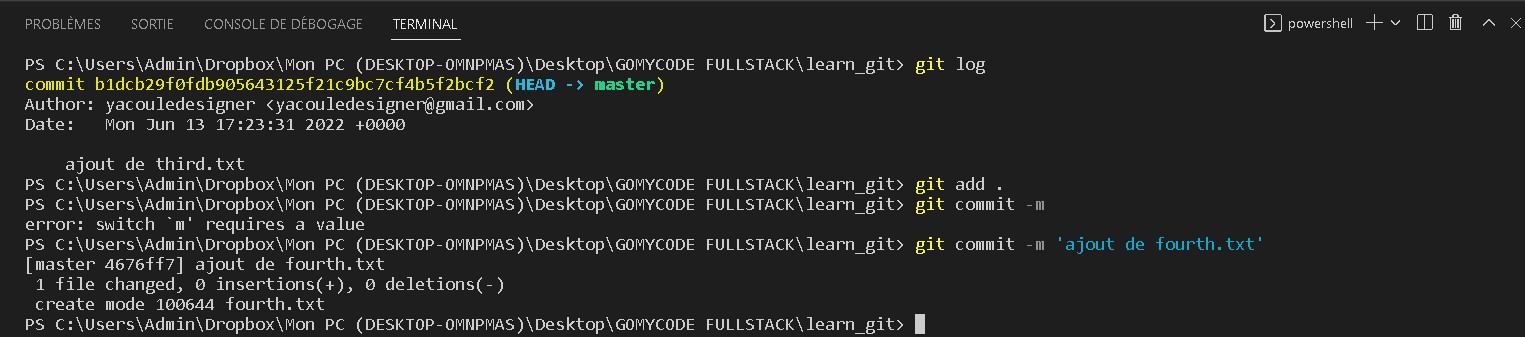 PROBLÈMES SORTIE CONSOLE DE DÉBOGAGE TERMINAL powershell
PS C:\Users\Admin\Dropbox\Mon PC (DESKTOP-OMNPMAS)\Desktop\GOMYCODE FULLSTACK\learn_git> git log
commit b1dcb29f0fdb905643125f21c9bc7cf4b5f2bcf2 (HEAD -> master)
Author: yacouledesigner <yacouledesigner@gmail.com>
Date:   Mon Jun 13 17:23:31 2022 +0000
    ajout de third.txt
PS C:\Users\Admin\Dropbox\Mon PC (DESKTOP-OMNPMAS)\Desktop\GOMYCODE FULLSTACK\learn_git> git add .
PS C:\Users\Admin\Dropbox\Mon PC (DESKTOP-OMNPMAS)\Desktop\GOMYCODE FULLSTACK\learn_git> git commit -m
error: switch `m' requires a value
PS C:\Users\Admin\Dropbox\Mon PC (DESKTOP-OMNPMAS)\Desktop\GOMYCODE FULLSTACK\learn_git> git commit -m 'ajout de fourth.txt'
[master 4676ff7] ajout de fourth.txt
 1 file changed, 0 insertions(+), 0 deletions(-)
 create mode 100644 fourth.txt
PS C:\Users\Admin\Dropbox\Mon PC (DESKTOP-OMNPMAS)\Desktop\GOMYCODE FULLSTACK\learn_git>